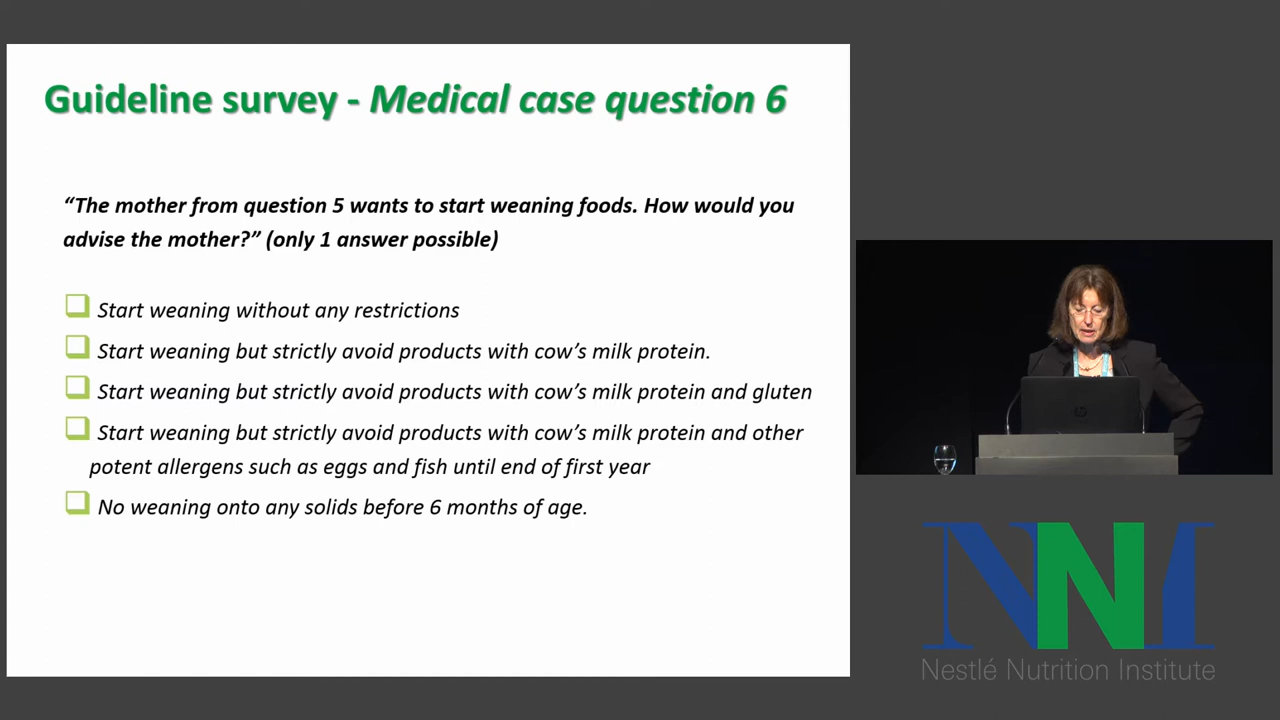 Guideline survey - Medical case question 6
“The mother from question 5 wants to start weaning foods. How would you
advise the mother?” (only 1 answer possible)
Start weaning without any restrictions
Start weaning but strictly avoid products with cow’s milk protein.
Start weaning but strictly avoid products with cow’s milk protein and gluten
Start weaning but strictly avoid products with cow’s milk protein and other
potent allergens such as eggs and fish until end of first year
No weaning onto any solids before 6 months of age.
NNI
Nestlé Nutrition Institute